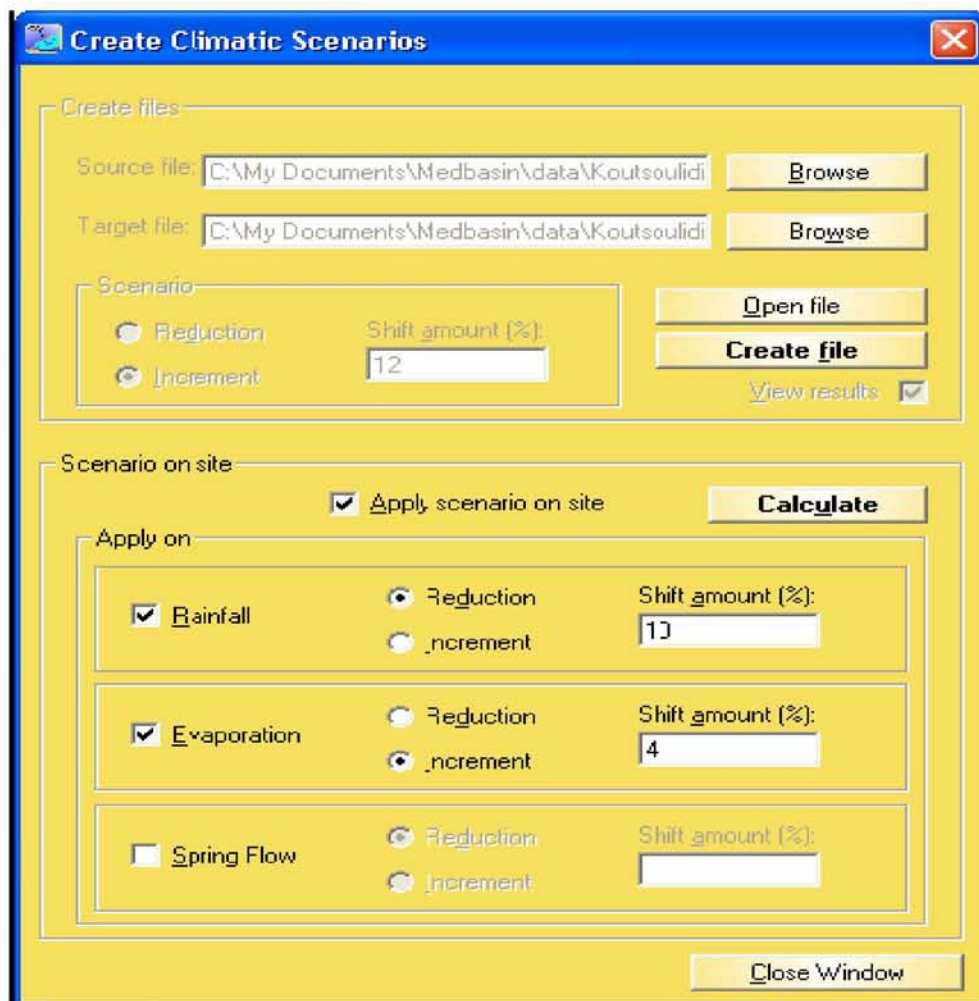 Create Climatic Scenarios
Create files
Source file: C:\My Documents\Medbasin\data\Koutsoulidi Browse
Target file: C:\My Documents\Medbasin\data\Koutsoulidi Browse
Scenario
Reduction Shift amount (%):
Increment 12
Open file
Create file
View results
Scenario on site
Apply scenario on site Calculate
Apply on
Rainfall
Reduction Shift amount (%):
Increment 10
Evaporation
Reduction Shift amount (%):
Increment 4
Spring Flow
Reduction Shift amount (%):
Increment
Close Window